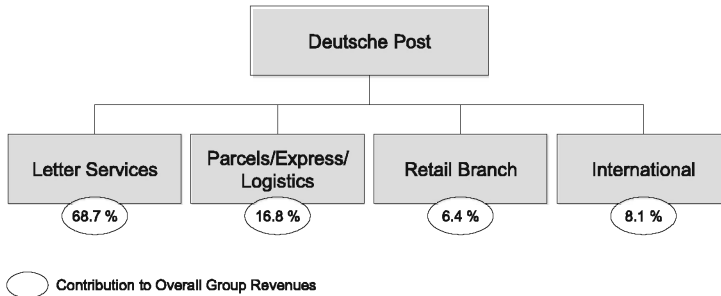 Deutsche Post
Letter Services
Parcels/Express/
Logistics
Retail Branch
International
68.7 %
16.8 %
6.4 %
8.1 %
Contribution to Overall Group Revenues